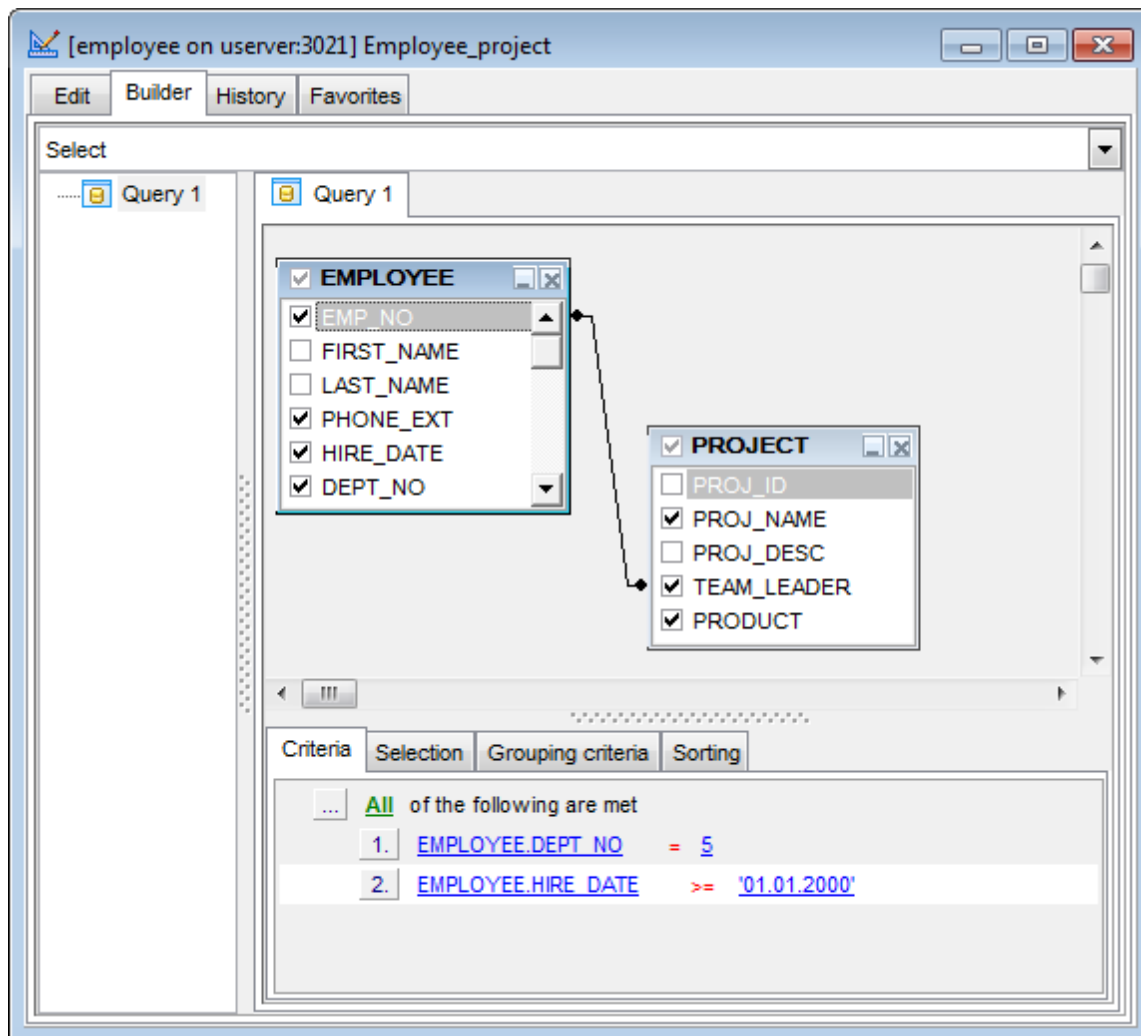 [employee on userver:3021] Employee_project
Edit Builder History Favorites
Select
Query 1
Query 1
EMPLOYEE
EMP_NO
FIRST_NAME
LAST_NAME
PHONE_EXT
HIRE_DATE
DEPT_NO
PROJECT
PROJ_ID
PROJ_NAME
PROJ_DESC
TEAM_LEADER
PRODUCT
Criteria Selection Grouping criteria Sorting
... All of the following are met
1. EMPLOYEE.DEPT_NO = 5
2. EMPLOYEE.HIRE_DATE >= '01.01.2000'